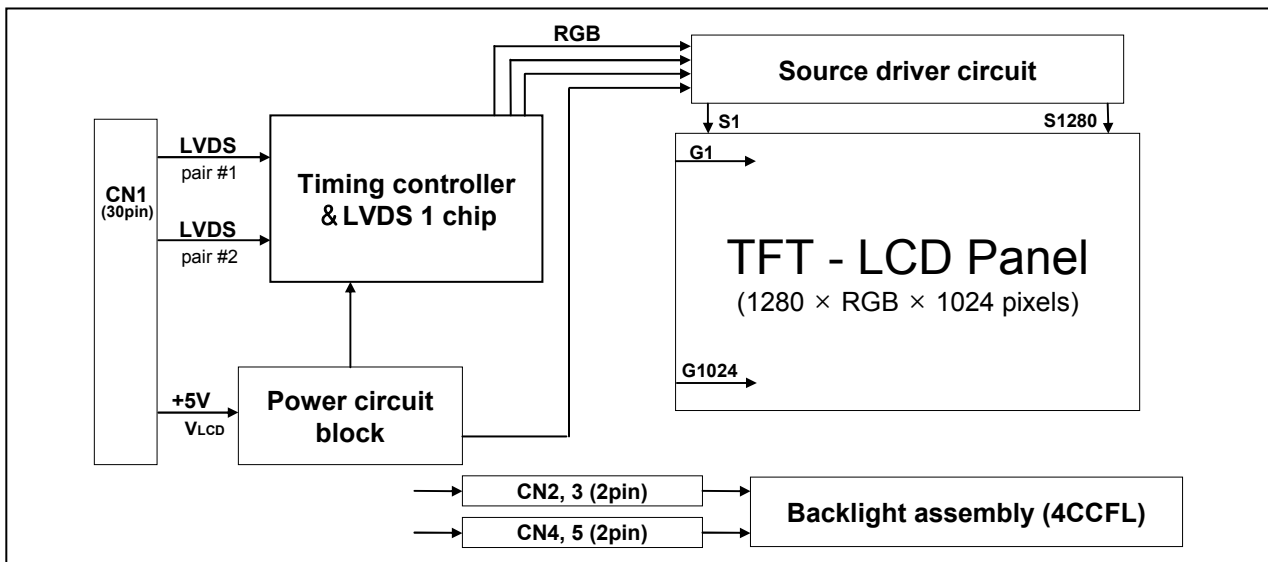 RGB
Source driver circuit
S1
S1280
CN1
(30pin)
LVDS
pair #1
LVDS
pair #2
Timing controller
&LVDS 1 chip
G1
TFT - LCD Panel
(1280 × RGB × 1024 pixels)
G1024
+5V
VLCD
Power circuit
block
CN2, 3 (2pin)
CN4, 5 (2pin)
Backlight assembly (4CCFL)